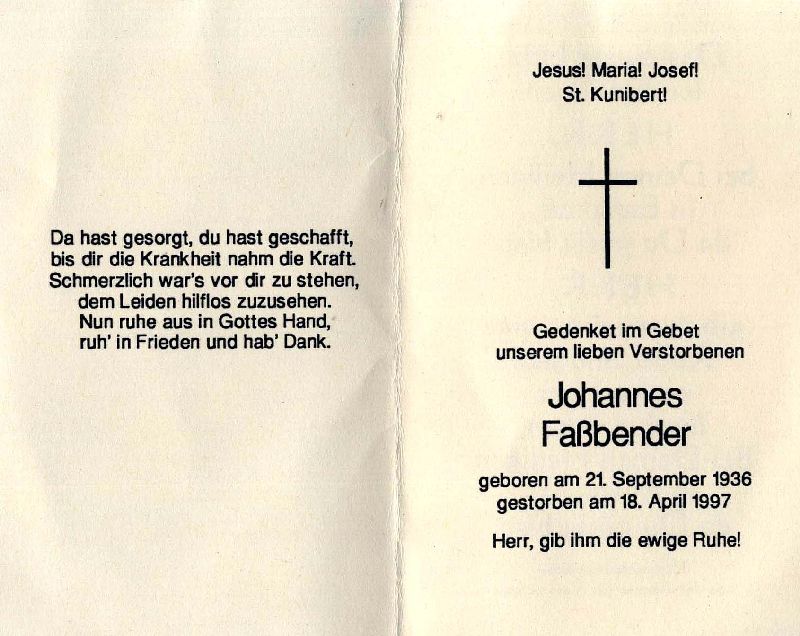 Da hast gesorgt, du hast geschafft,
bis dir die Krankheit nahm die Kraft.
Schmerzlich war's vor dir zu stehen,
dem Leiden hilflos zuzusehen.
Nun ruhe aus in Gottes Hand,
ruh' in Frieden und hab' Dank.
Jesus! Maria! Josef!
St. Kunibert!
Gedenket im Gebet
unserem lieben Verstorbenen
Johannes
Faßbender
geboren am 21. September 1936
gestorben am 18. April 1997
Herr, gib ihm die ewige Ruhe!